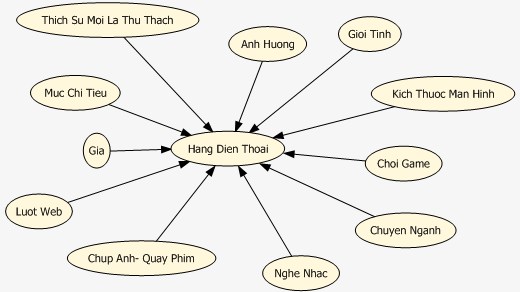 Thich Su Moi La Thu Thach
Anh Huong
Gioi Tinh
Muc Chi Tieu
Kich Thuoc Man Hinh
Gia
Hang Dien Thoai
Choi Game
Luot Web
Chuyen Nganh
Chup Anh- Quay Phim
Nghe Nhac